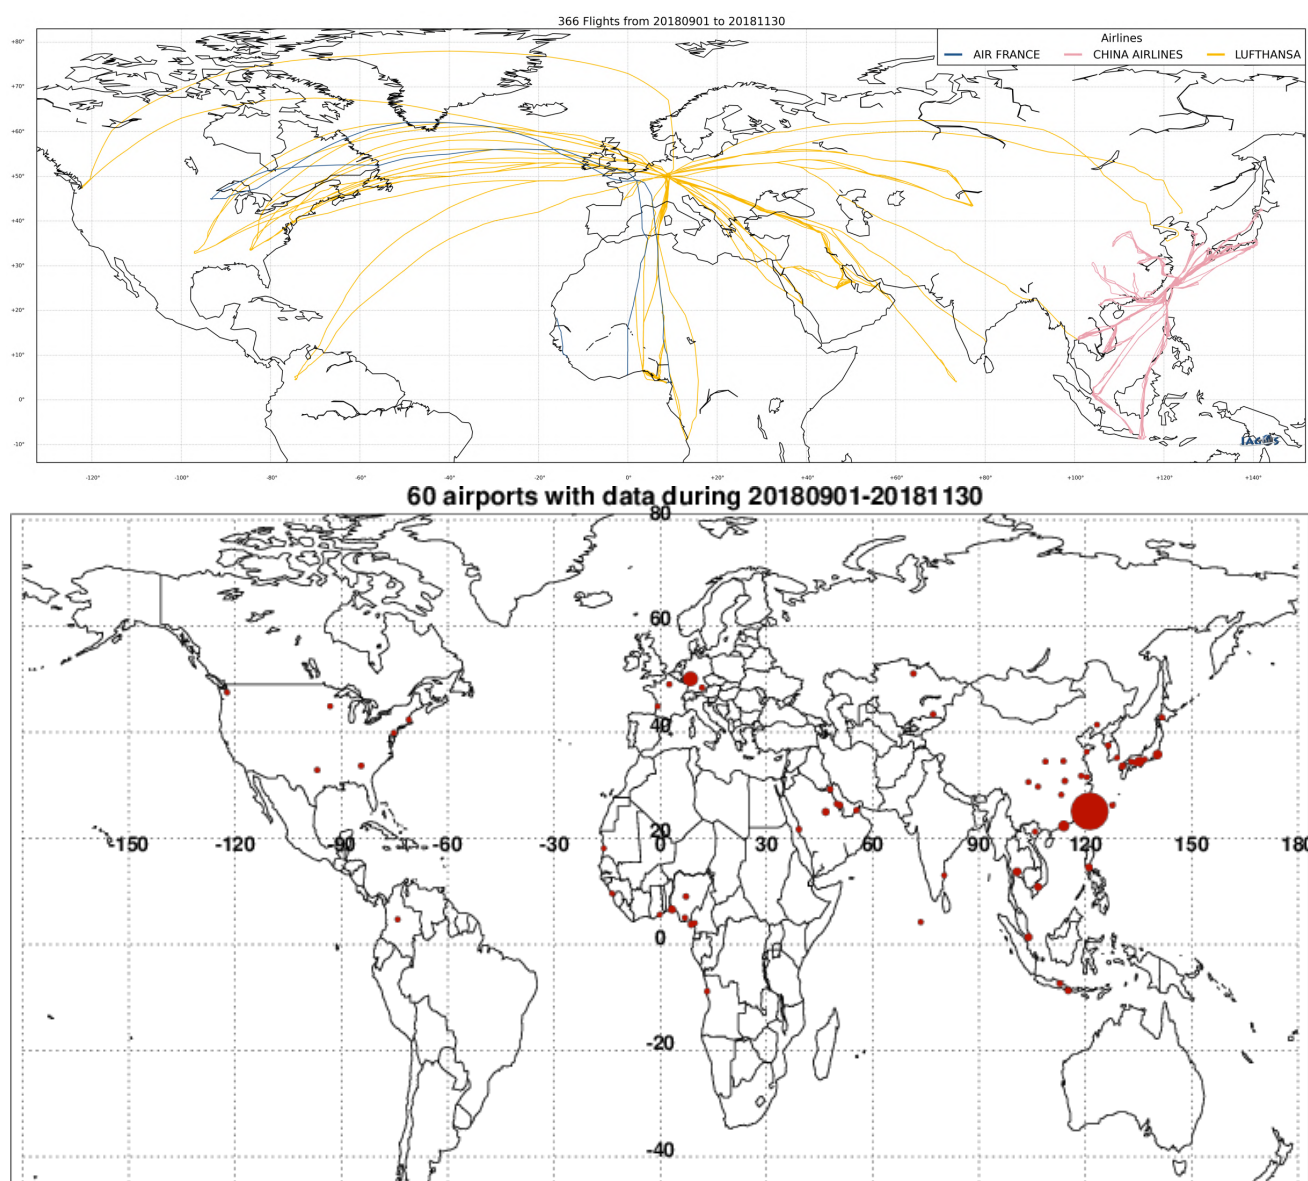 366 Flights from 20180901 to 20181130
Airlines
AIR FRANCE CHINA AIRLINES LUFTHANSA
+80°
+70°
+60°
+50°
+40°
+30°
+20°
+10°
0°
-10°
IAGOS
-120° -100° -80° -60° -40° -20° 0° +20° +40° +60° +80° +100° +120° +140°
60 airports with data during 20180901-20181130
80
60
40
20
-150 -120 -90 -60 -30 0 30 60 90 120 150 180
0
-20
-40